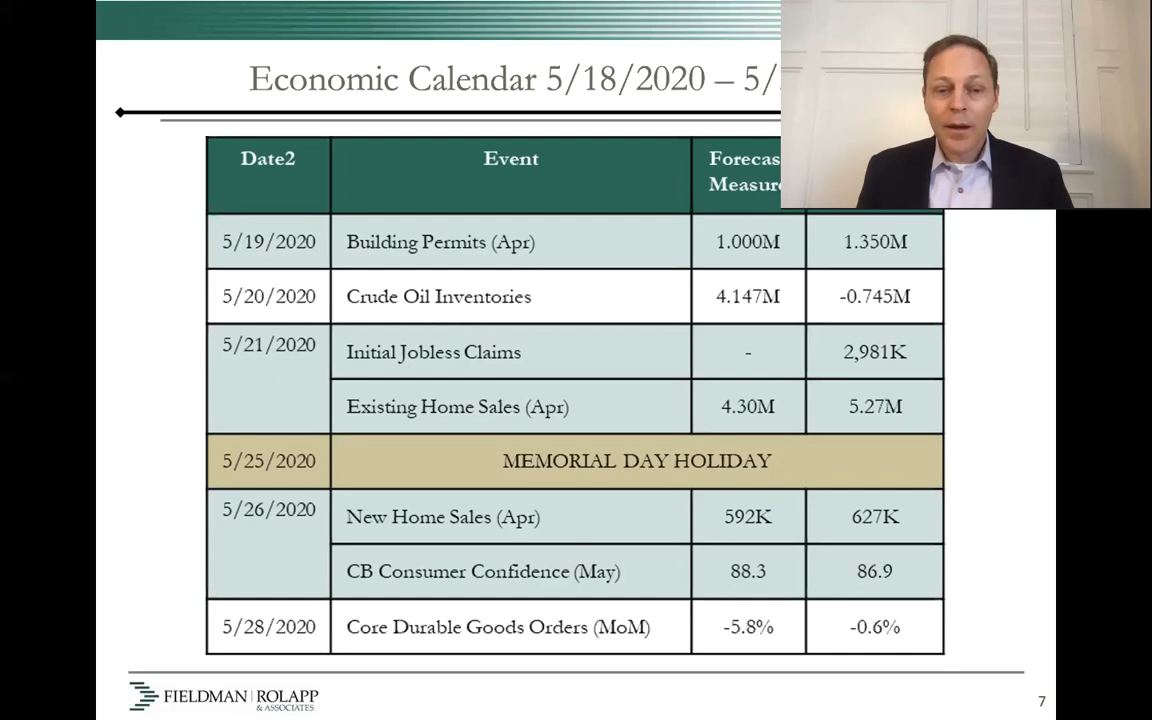 Economic Calendar 5/18/2020 – 5/
Date2 Event Forecas
Measure
5/19/2020 Building Permits (Apr) 1.000M 1.350M
5/20/2020 Crude Oil Inventories 4.147M -0.745M
5/21/2020 Initial Jobless Claims - 2,981K
Existing Home Sales (Apr) 4.30M 5.27M
5/25/2020 MEMORIAL DAY HOLIDAY
5/26/2020 New Home Sales (Apr) 592K 627K
CB Consumer Confidence (May) 88.3 86.9
5/28/2020 Core Durable Goods Orders (MoM) -5.8% -0.6%
FIELDMAN | ROLAPP
& ASSOCIATES
7